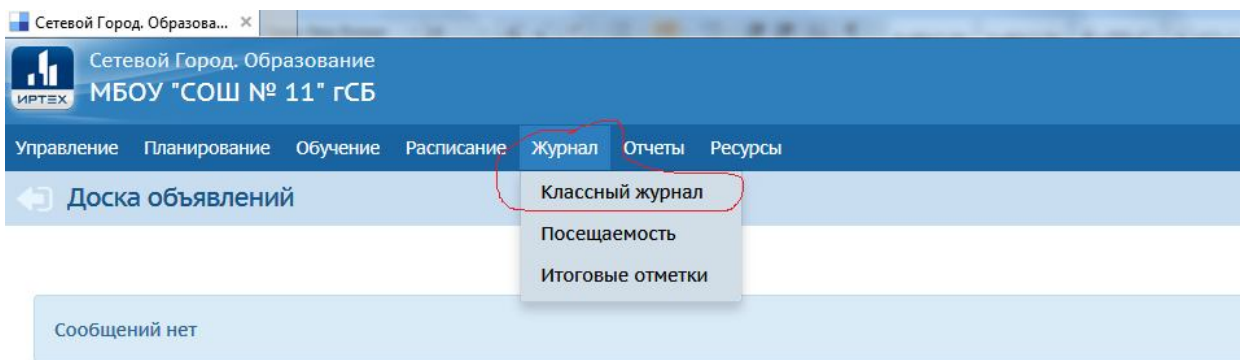 Сетевой Город. Образова...
Сетевой Город. Образование
ИРТЕХ
МБОУ "СОШ № 11" гСБ
Управление Планирование Обучение Расписание Журнал Отчеты Ресурсы
Доска объявлений
Классный журнал
Посещаемость
Итоговые отметки
Сообщений нет